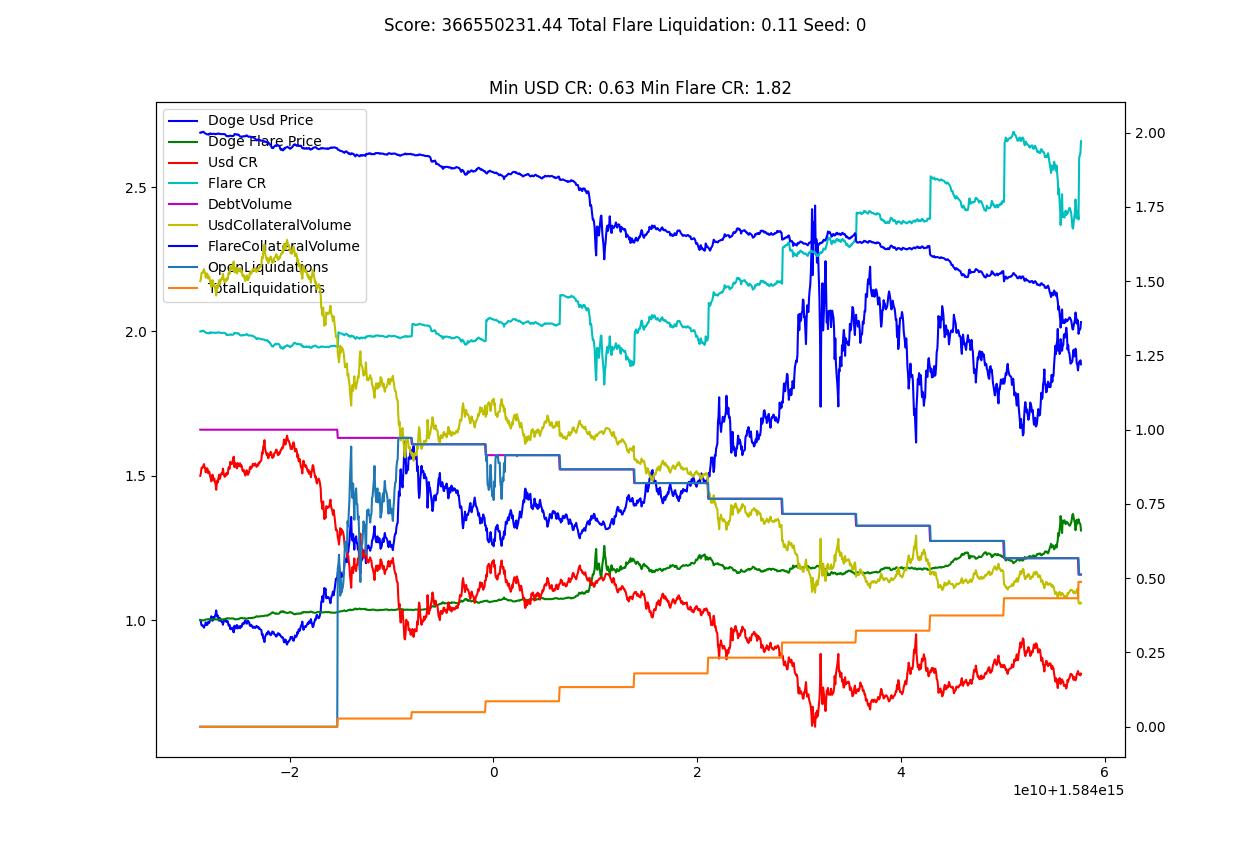 Score: 366550231.44 Total Flare Liquidation: 0.11 Seed: 0
Min USD CR: 0.63 Min Flare CR: 1.82
Doge Usd Price
Doge Flare Price
Usd CR
Flare CR
DebtVolume
UsdCollateralVolume
FlareCollateralVolume
OpenLiquidations
TotalLiquidations
2.5
2.0
1.5
1.0
2.00
1.75
1.50
1.25
1.00
0.75
0.50
0.25
0.00
−2
0
2
4
6
1e10+1.584e15